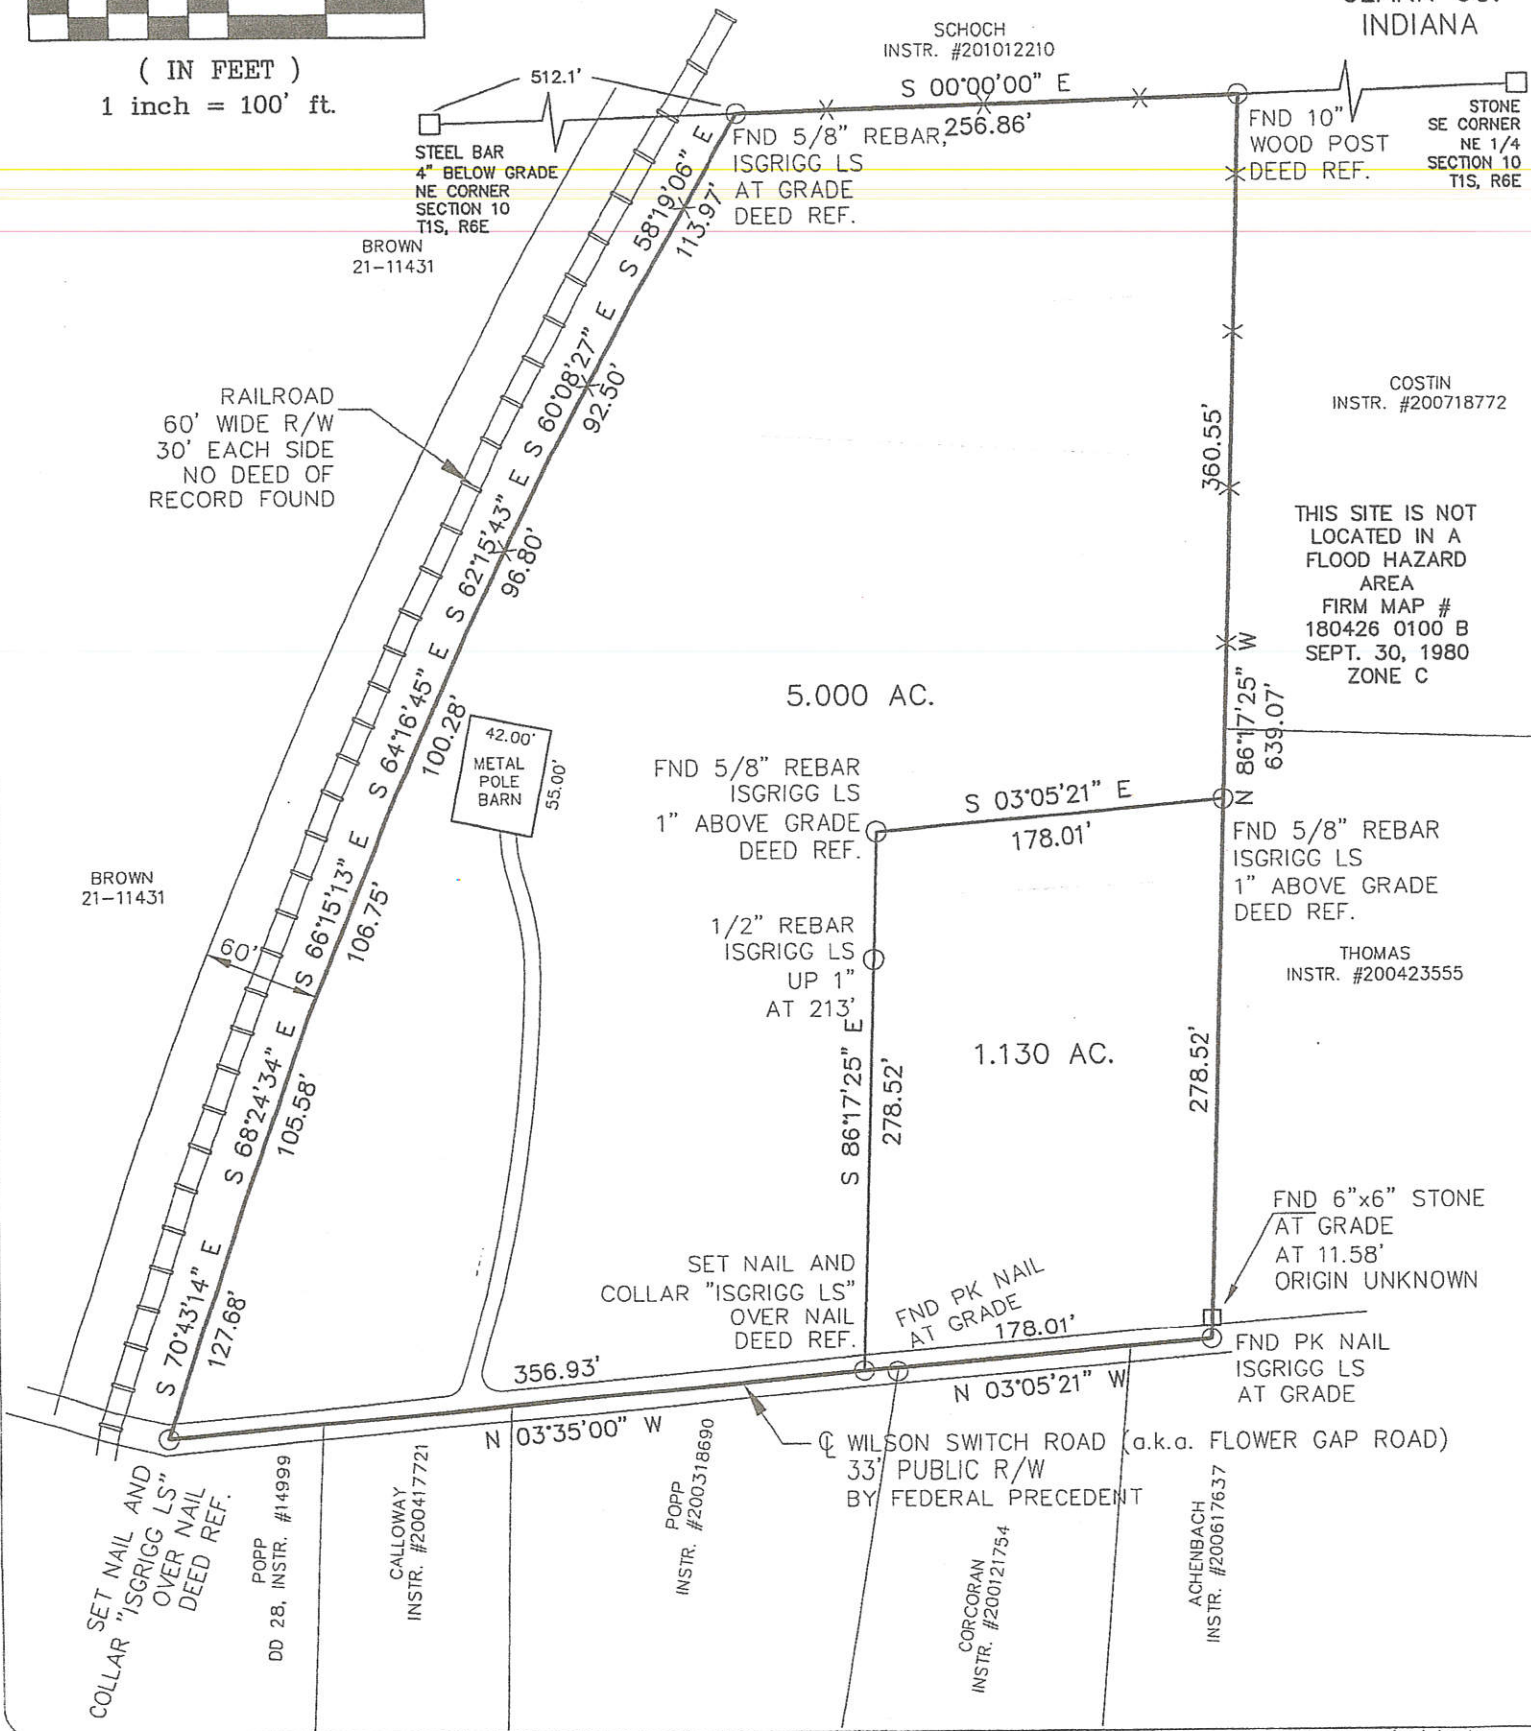 INDIANA
( IN FEET )
1 inch = 100' ft.
SCHOCH
INSTR. #201012210
512.1'
S 00°00'00" E
256.86'
STEEL BAR
4" BELOW GRADE
NE CORNER
SECTION 10
T1S, R6E
FND 5/8" REBAR,
ISGRIGG LS
AT GRADE
DEED REF.
FND 10"
WOOD POST
DEED REF.
STONE
SE CORNER
NE 1/4
SECTION 10
T1S, R6E
BROWN
21-11431
S 58°19'06" E
113.97'
S 60°08'27" E
92.50'
S 62°15'43" E
96.80'
S 64°16'45" E
100.28'
S 66°15'13" E
106.75'
S 68°24'34" E
105.58'
S 70°43'14" E
127.68'
RAILROAD
60' WIDE R/W
30' EACH SIDE
NO DEED OF
RECORD FOUND
COSTIN
INSTR. #200718772
360.55'
THIS SITE IS NOT
LOCATED IN A
FLOOD HAZARD
AREA
FIRM MAP #
180426 0100 B
SEPT. 30, 1980
ZONE C
5.000 AC.
N 86°17'25" W
639.07'
42.00'
METAL
POLE
BARN
55.00'
FND 5/8" REBAR
ISGRIGG LS
1" ABOVE GRADE
DEED REF.
S 03°05'21" E
178.01'
FND 5/8" REBAR
ISGRIGG LS
1" ABOVE GRADE
DEED REF.
BROWN
21-11431
60'
1/2" REBAR
ISGRIGG LS
UP 1"
AT 213'
THOMAS
INSTR. #200423555
1.130 AC.
S 86°17'25" E
278.52'
278.52'
FND 6"x6" STONE
AT GRADE
AT 11.58'
ORIGIN UNKNOWN
SET NAIL AND
COLLAR "ISGRIGG LS"
OVER NAIL
DEED REF.
FND PK NAIL
AT GRADE
178.01'
FND PK NAIL
ISGRIGG LS
AT GRADE
356.93'
N 03°05'21" W
N 03°35'00" W
℄ WILSON SWITCH ROAD (a.k.a. FLOWER GAP ROAD)
33' PUBLIC R/W
BY FEDERAL PRECEDENT
SET NAIL AND
COLLAR "ISGRIGG LS"
OVER NAIL
DEED REF.
POPP
DD 28, INSTR. #14999
CALLOWAY
INSTR. #200417721
POPP
INSTR. #200318690
CORCORAN
INSTR. #200121754
ACHENBACH
INSTR. #200617637